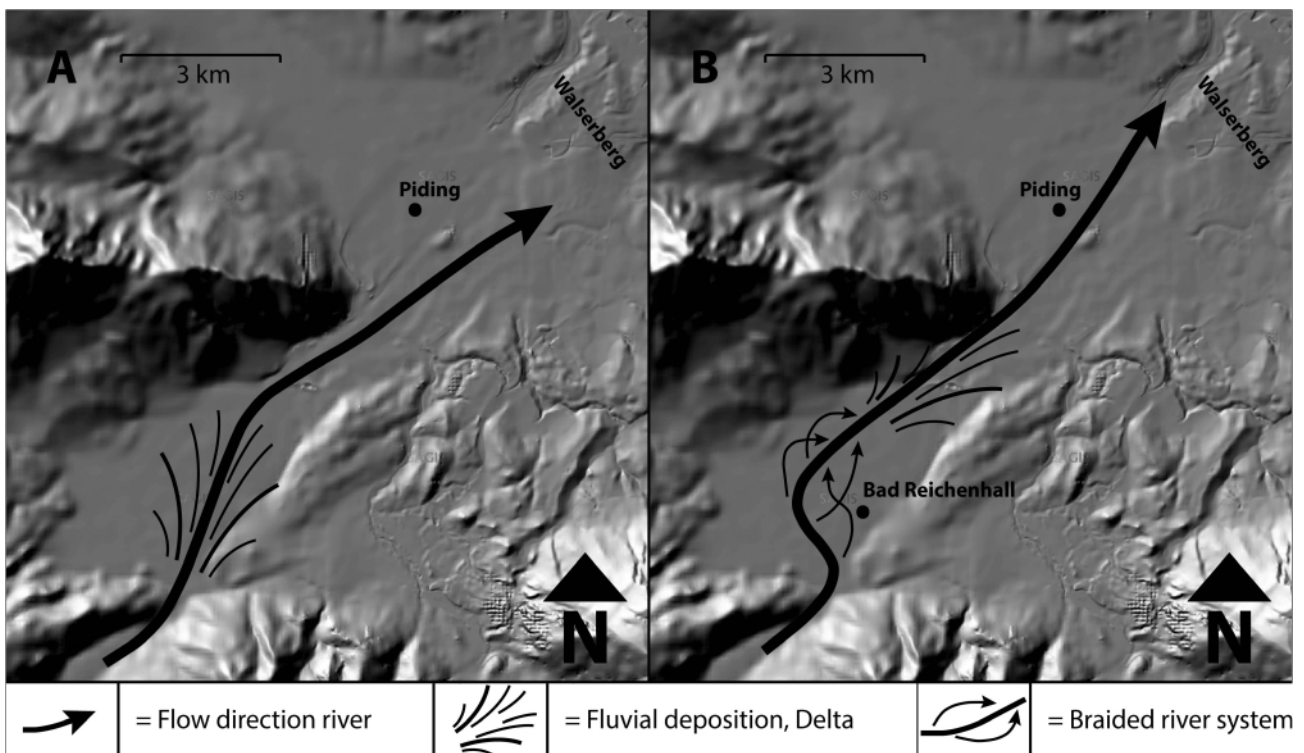 A
3 km
Walserberg
Piding
N
B
3 km
Walserberg
Piding
Bad Reichenhall
N
= Flow direction river
= Fluvial deposition, Delta
= Braided river system